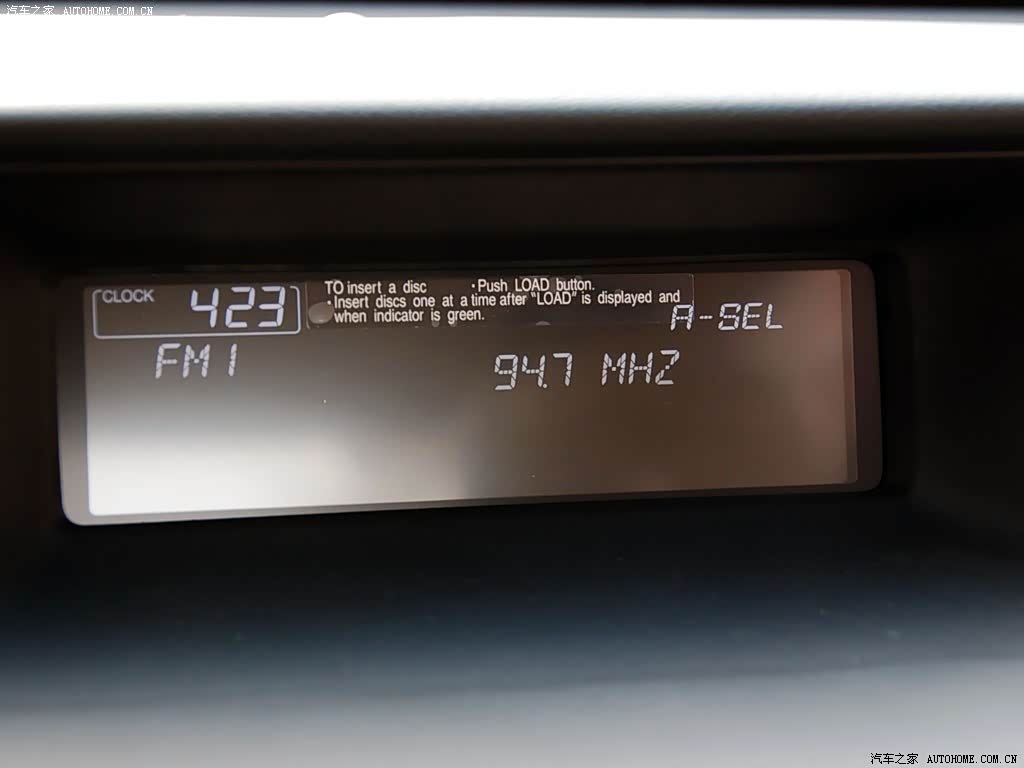 汽车之家 AUTOHOME.COM.CN
CLOCK 423
TO insert a disc ·Push LOAD button.
·Insert discs one at a time after "LOAD" is displayed and
when indicator is green.
A-SEL
FM1 94.7 MHZ
汽车之家 AUTOHOME.COM.CN